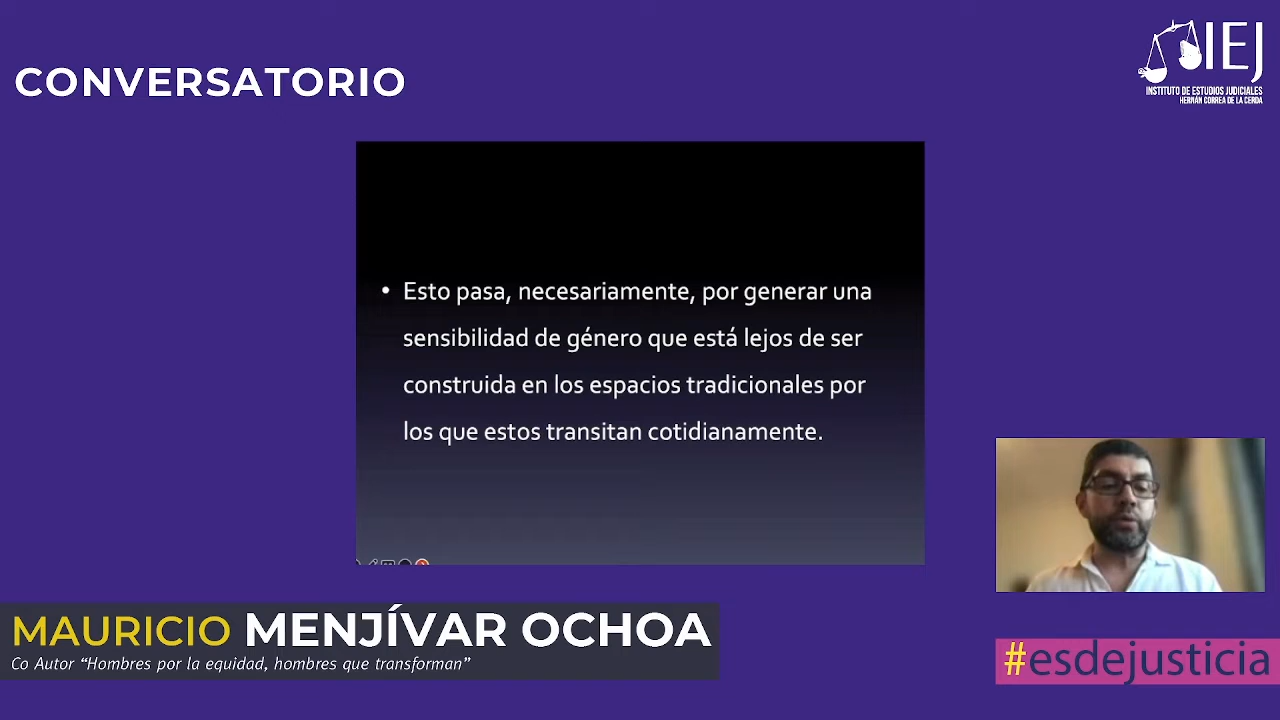 CONVERSATORIO
IEJ
INSTITUTO DE ESTUDIOS JUDICIALES
HERNÁN CORREA DE LA CERDA
• Esto pasa, necesariamente, por generar una
sensibilidad de género que está lejos de ser
construida en los espacios tradicionales por
los que estos transitan cotidianamente.
MAURICIO MENJÍVAR OCHOA
Co Autor “Hombres por la equidad, hombres que transforman”
#esdejusticia